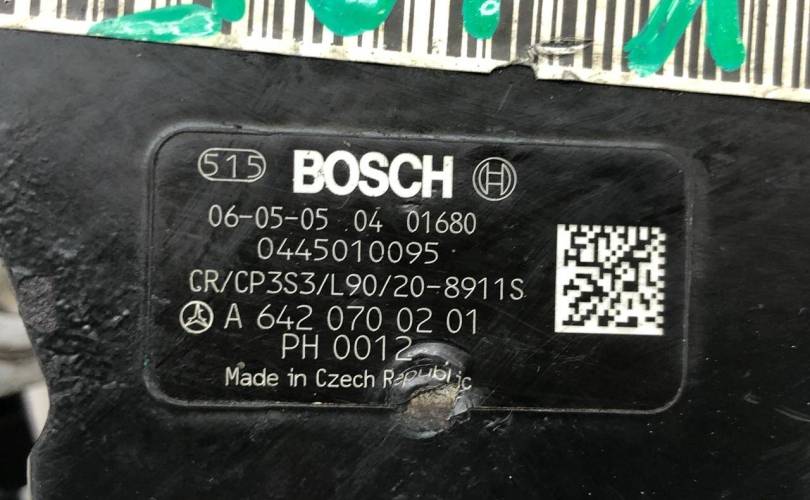 515 BOSCH
06-05-05 04 01680
0445010095
CR/CP3S3/L90/20-8911S
A 642 070 02 01
PH 0012
Made in Czech Republic